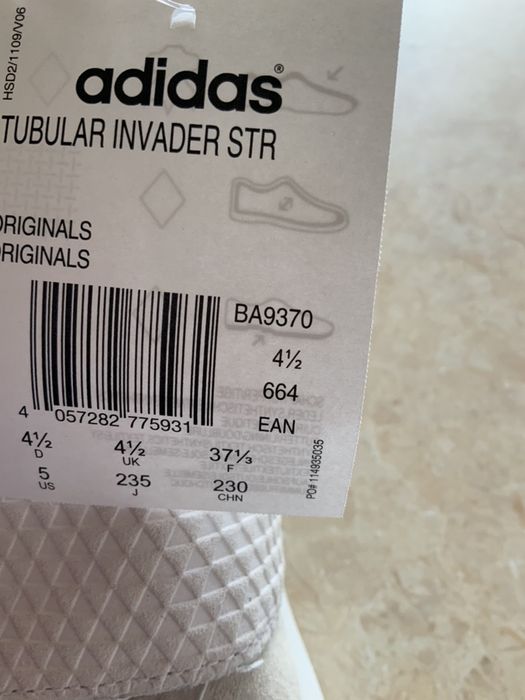 HSD2/1109/V06
adidas®
TUBULAR INVADER STR
ORIGINALS
ORIGINALS
BA9370
4½
664
EAN
4 057282 775931
4½ 4½ 37⅓
D UK F
5 235 230
US J CHN
PO# 114935035